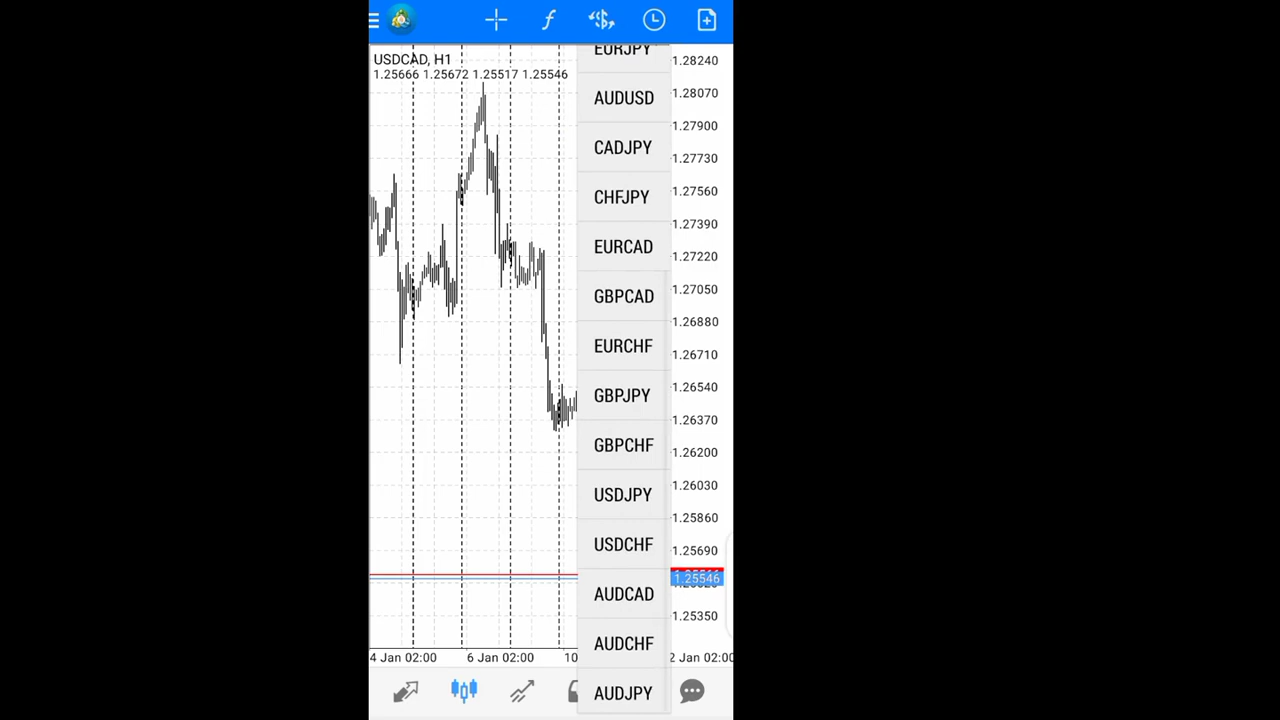 USDCAD, H1
1.25666 1.25672 1.25517 1.25546
EURJPY
AUDUSD
CADJPY
CHFJPY
EURCAD
GBPCAD
EURCHF
GBPJPY
GBPCHF
USDJPY
USDCHF
AUDCAD
AUDCHF
AUDJPY
1.28240
1.28070
1.27900
1.27730
1.27560
1.27390
1.27220
1.27050
1.26880
1.26710
1.26540
1.26370
1.26200
1.26030
1.25860
1.25690
1.25546
1.25350
4 Jan 02:00
6 Jan 02:00
10
2 Jan 02:00